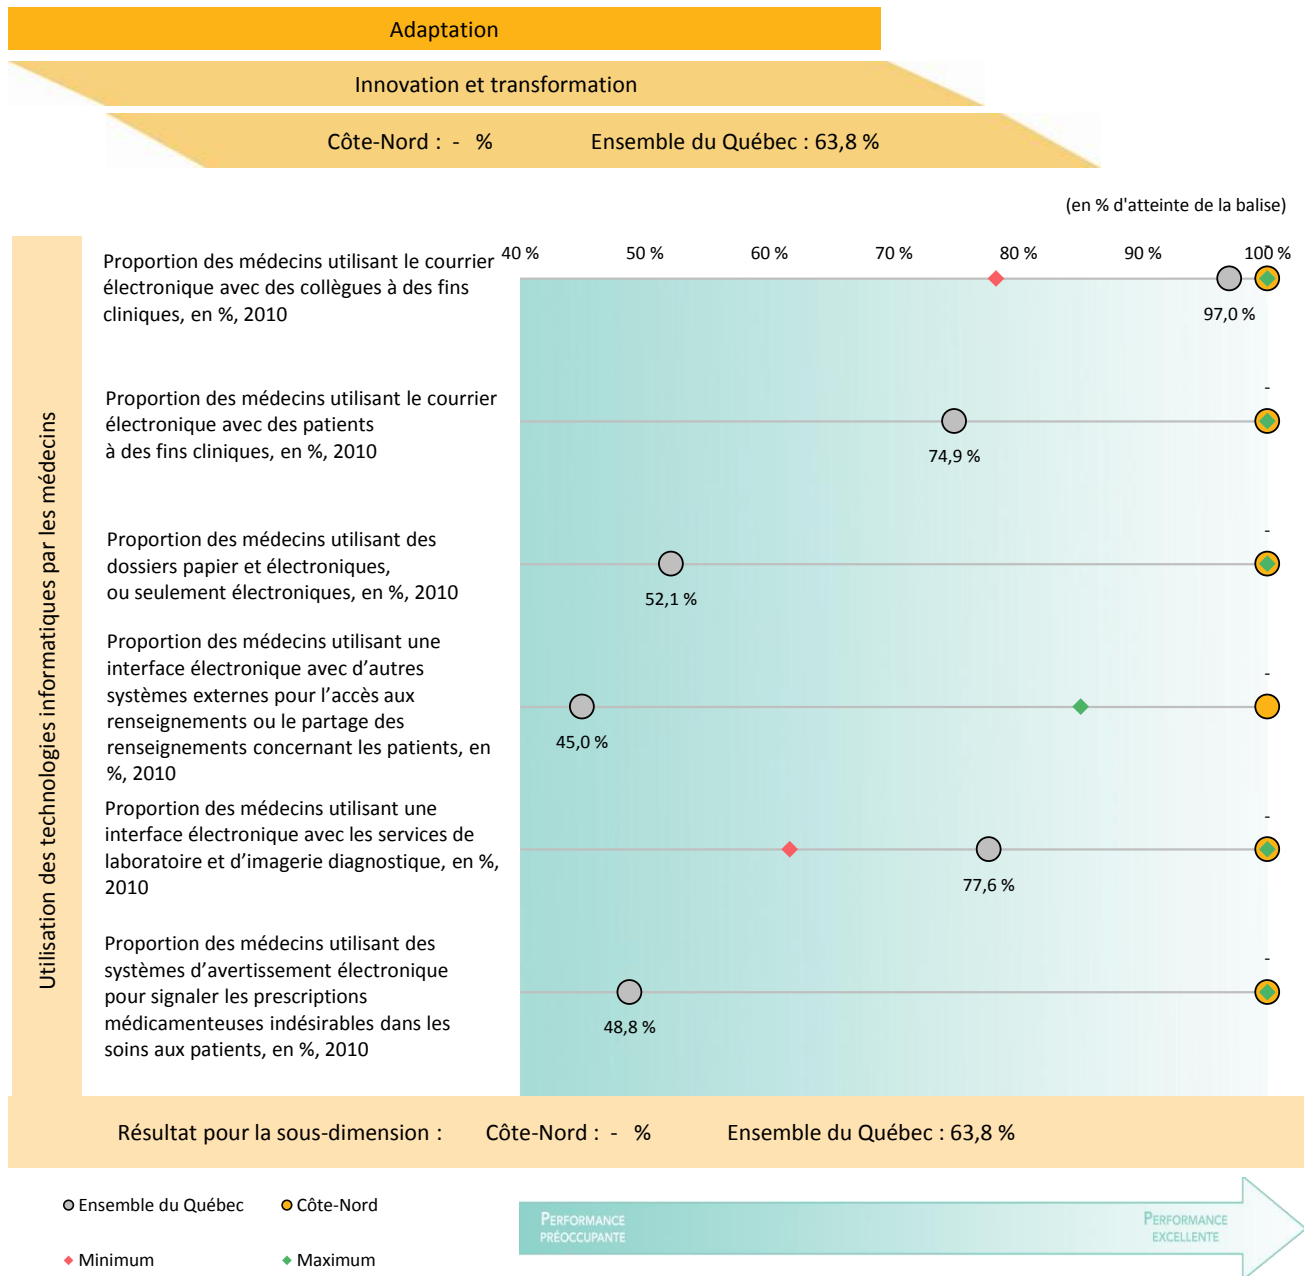 Adaptation
Innovation et transformation
Côte-Nord : - %
Ensemble du Québec : 63,8 %
(en % d'atteinte de la balise)
Utilisation des technologies informatiques par les médecins
40 %
50 %
60 %
70 %
80 %
90 %
100 %
-
Proportion des médecins utilisant le courrier
électronique avec des collègues à des fins
cliniques, en %, 2010
97,0 %
Proportion des médecins utilisant le courrier
électronique avec des patients
à des fins cliniques, en %, 2010
-
74,9 %
Proportion des médecins utilisant des
dossiers papier et électroniques,
ou seulement électroniques, en %, 2010
-
52,1 %
Proportion des médecins utilisant une
interface électronique avec d’autres
systèmes externes pour l’accès aux
renseignements ou le partage des
renseignements concernant les patients, en
%, 2010
-
45,0 %
Proportion des médecins utilisant une
interface électronique avec les services de
laboratoire et d’imagerie diagnostique, en %,
2010
-
77,6 %
Proportion des médecins utilisant des
systèmes d’avertissement électronique
pour signaler les prescriptions
médicamenteuses indésirables dans les
soins aux patients, en %, 2010
-
48,8 %
Résultat pour la sous-dimension :
Côte-Nord : - %
Ensemble du Québec : 63,8 %
Ensemble du Québec
Côte-Nord
Minimum
Maximum
PERFORMANCE
PRÉOCCUPANTE
PERFORMANCE
EXCELLENTE